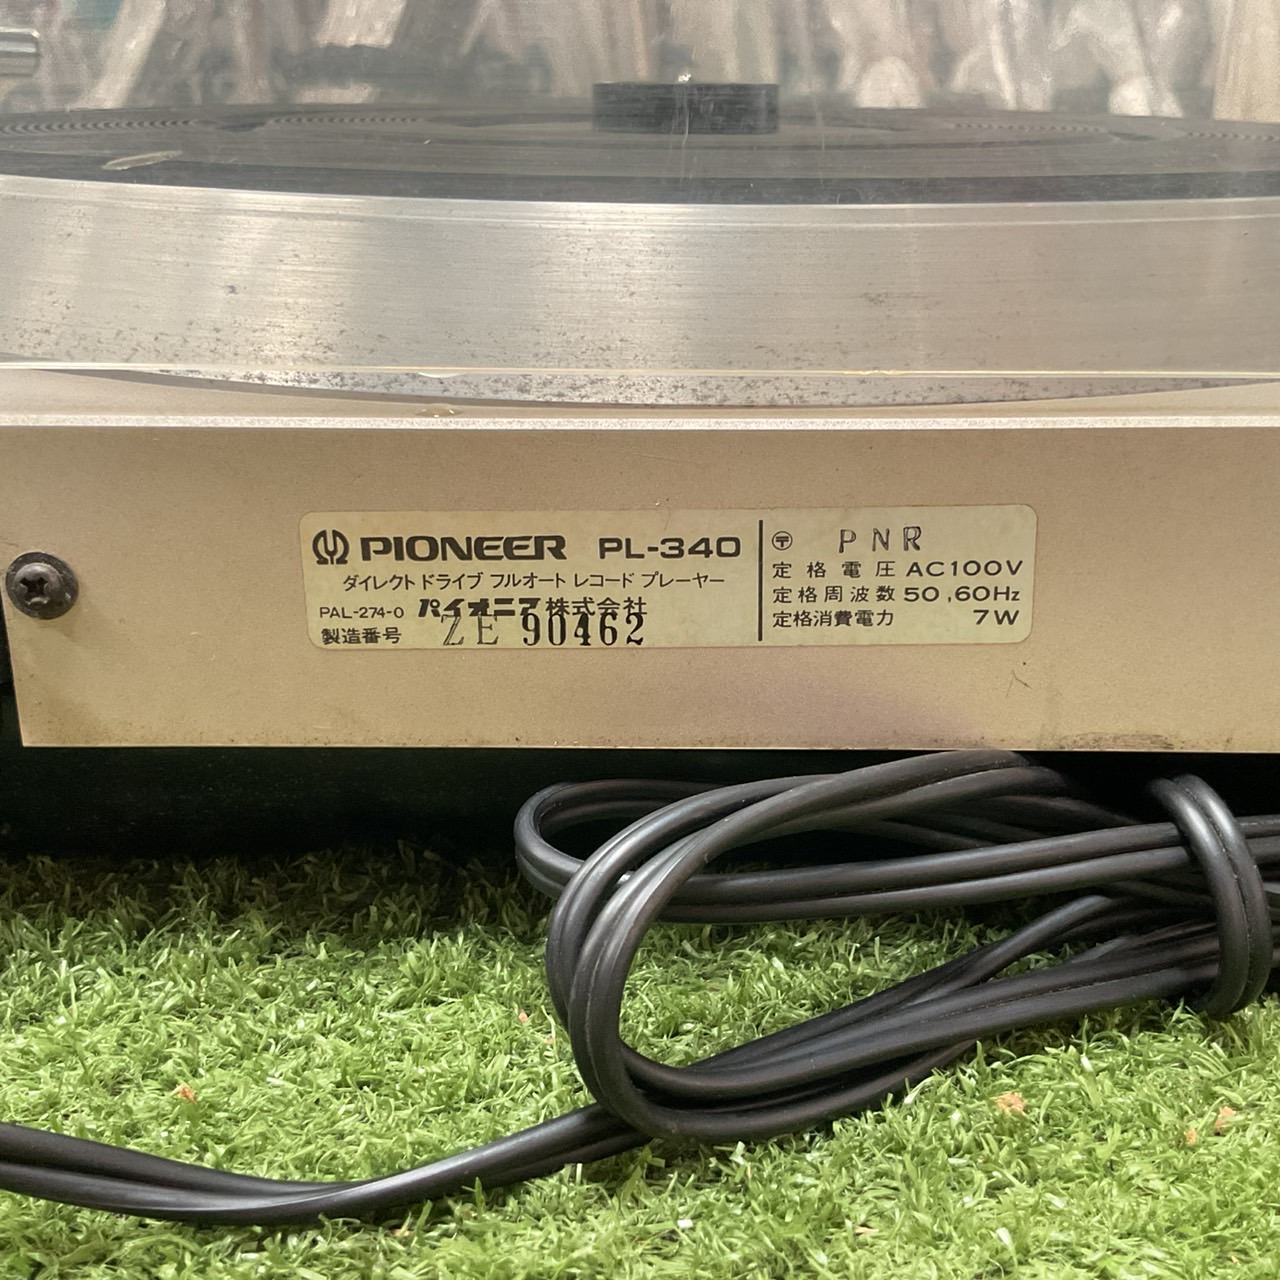 PIONEER PL-340
ダイレクトドライブ フルオート レコード プレーヤー
PAL-274-0 パイオニア株式会社
製造番号 ZE 90462
〒 PNR
定格電圧 AC100V
定格周波数 50,60Hz
定格消費電力 7W